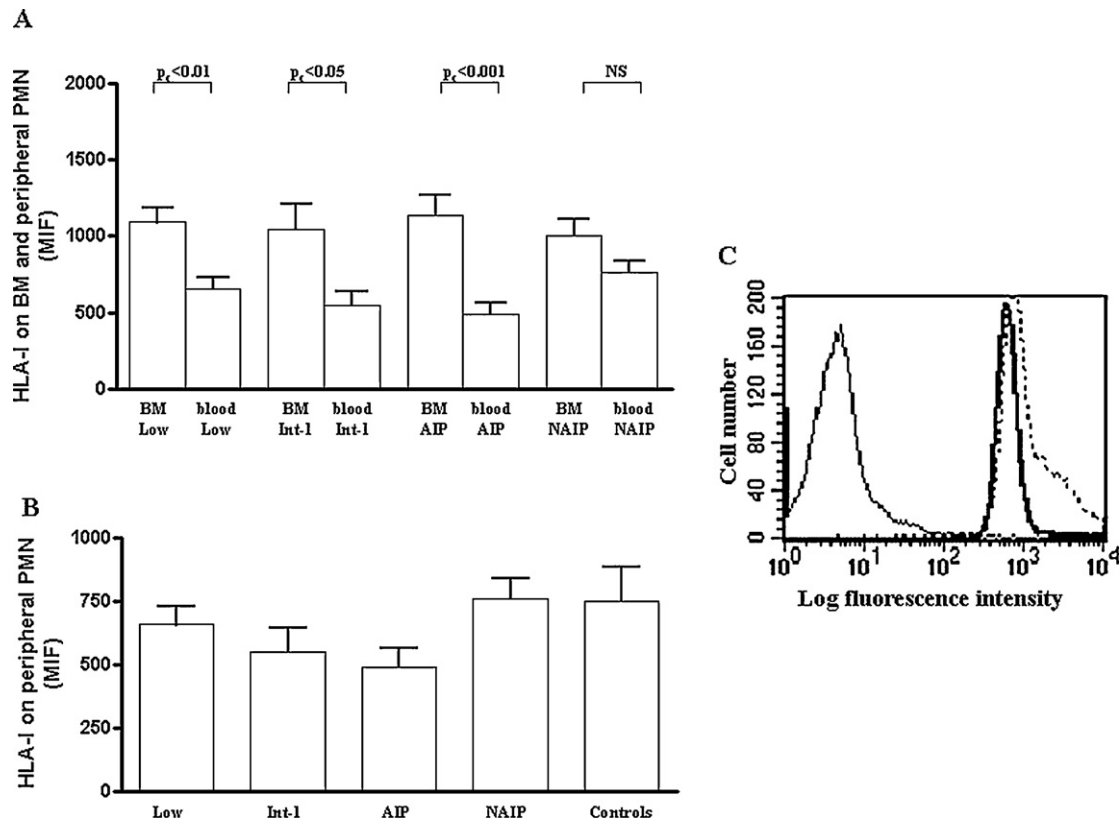 A
HLA-I on BM and peripheral PMN
(MIF)
2000
1500
1000
500
0
pc<0.01
pc<0.05
pc<0.001
NS
BM
Low
blood
Low
BM
Int-1
blood
Int-1
BM
AIP
blood
AIP
BM
NAIP
blood
NAIP
B
HLA-I on peripheral PMN
(MIF)
1000
750
500
250
0
Low
Int-1
AIP
NAIP
Controls
C
Cell number
200
160
120
80
40
0
10⁰
10¹
10²
10³
10⁴
Log fluorescence intensity